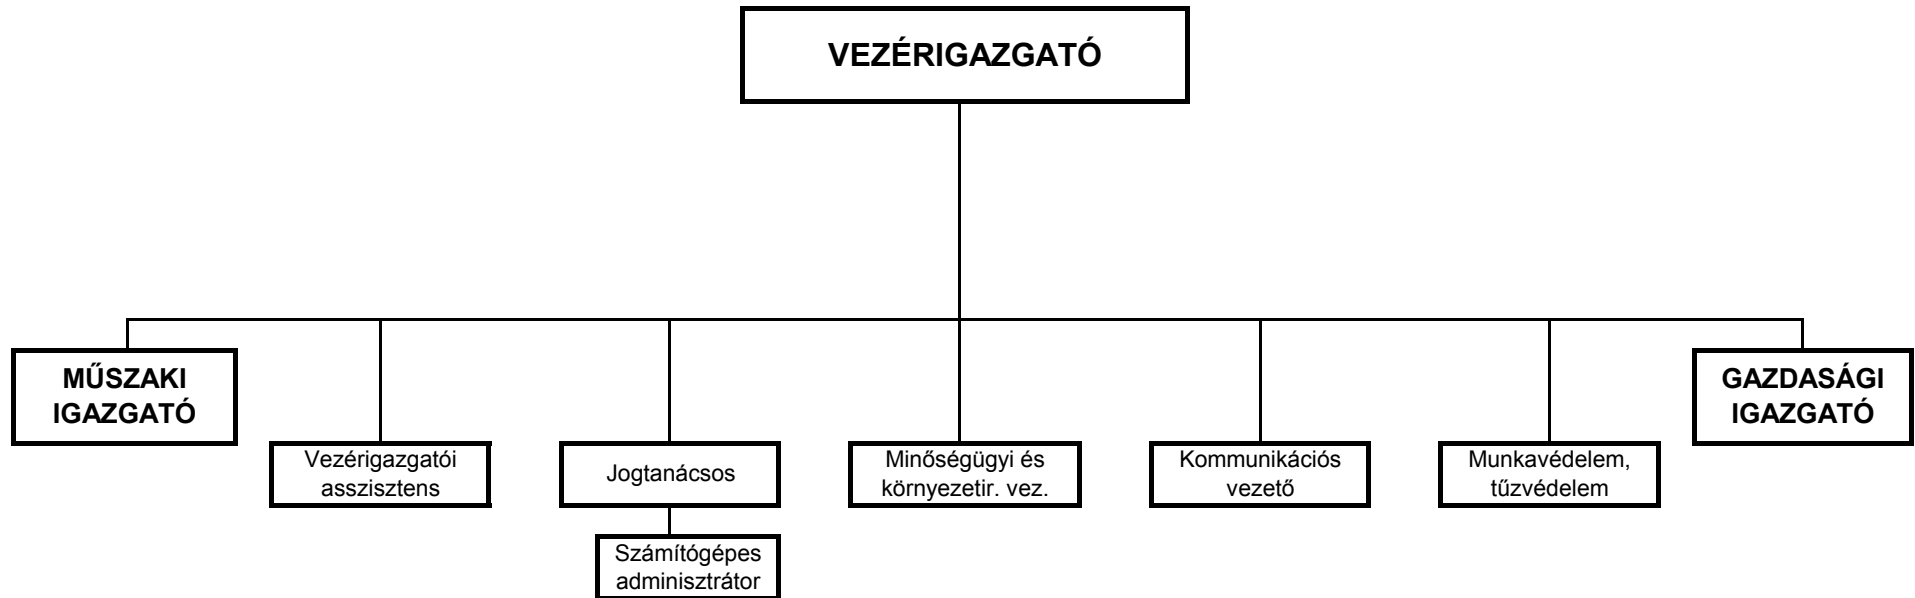 VEZÉRIGAZGATÓ
MŰSZAKI
IGAZGATÓ
GAZDASÁGI
IGAZGATÓ
Vezérigazgatói
asszisztens
Jogtanácsos
Minőségügyi és
környezetir. vez.
Kommunikációs
vezető
Munkavédelem,
tűzvédelem
Számítógépes
adminisztrátor